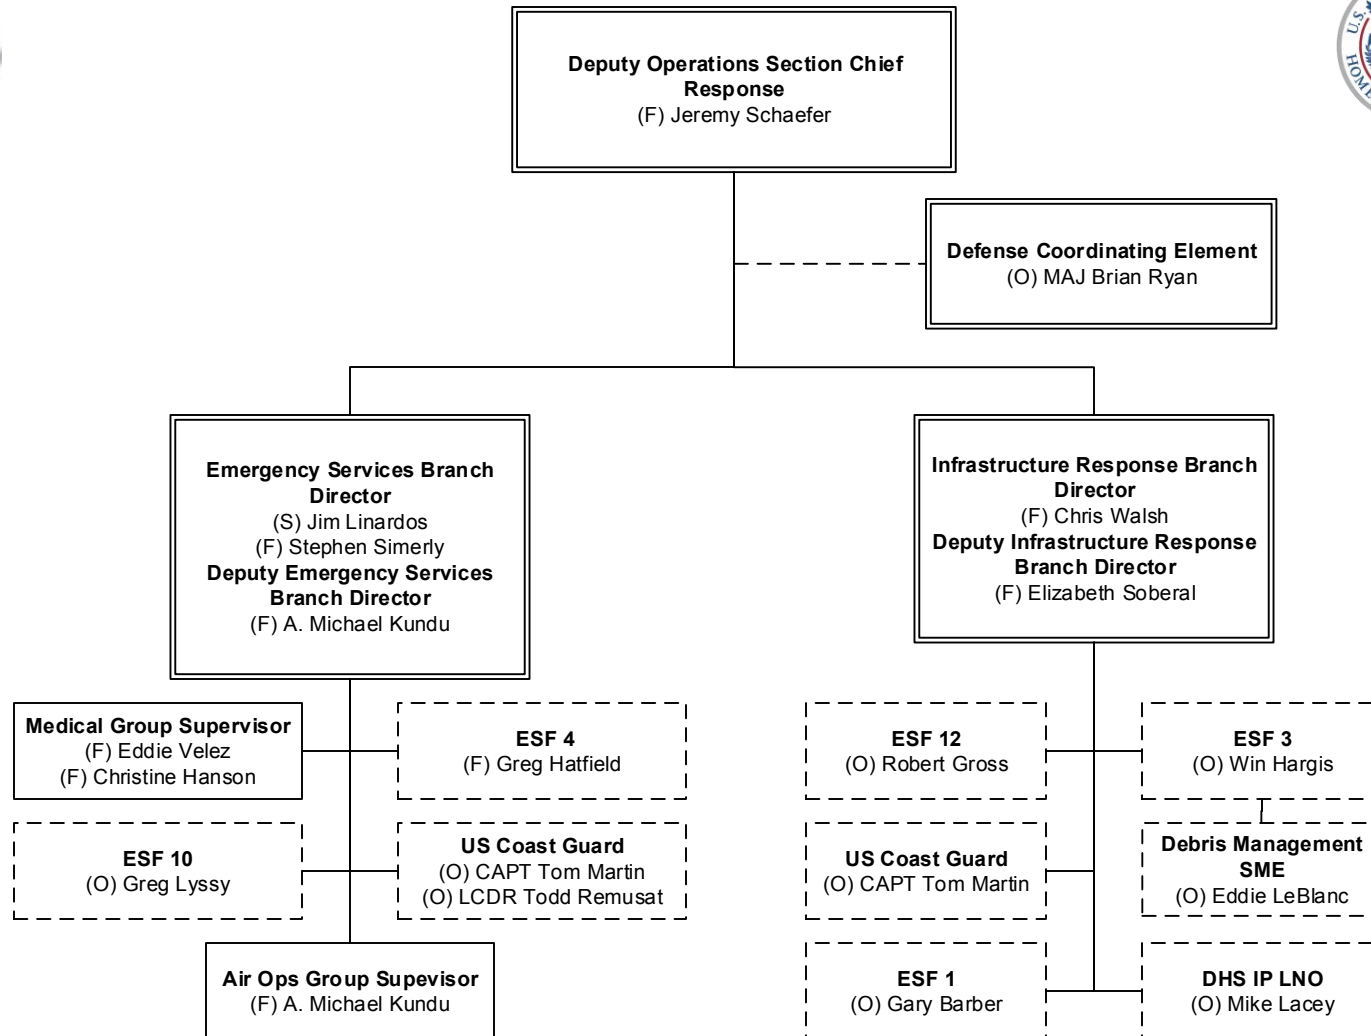 Deputy Operations Section Chief
Response
(F) Jeremy Schaefer
U.S.
HOME
Defense Coordinating Element
(O) MAJ Brian Ryan
Emergency Services Branch
Director
(S) Jim Linardos
(F) Stephen Simerly
Deputy Emergency Services
Branch Director
(F) A. Michael Kundu
Infrastructure Response Branch
Director
(F) Chris Walsh
Deputy Infrastructure Response
Branch Director
(F) Elizabeth Soberal
Medical Group Supervisor
(F) Eddie Velez
(F) Christine Hanson
ESF 4
(F) Greg Hatfield
ESF 12
(O) Robert Gross
ESF 3
(O) Win Hargis
ESF 10
(O) Greg Lyssy
US Coast Guard
(O) CAPT Tom Martin
(O) LCDR Todd Remusat
US Coast Guard
(O) CAPT Tom Martin
Debris Management
SME
(O) Eddie LeBlanc
Air Ops Group Supevisor
(F) A. Michael Kundu
ESF 1
(O) Gary Barber
DHS IP LNO
(O) Mike Lacey